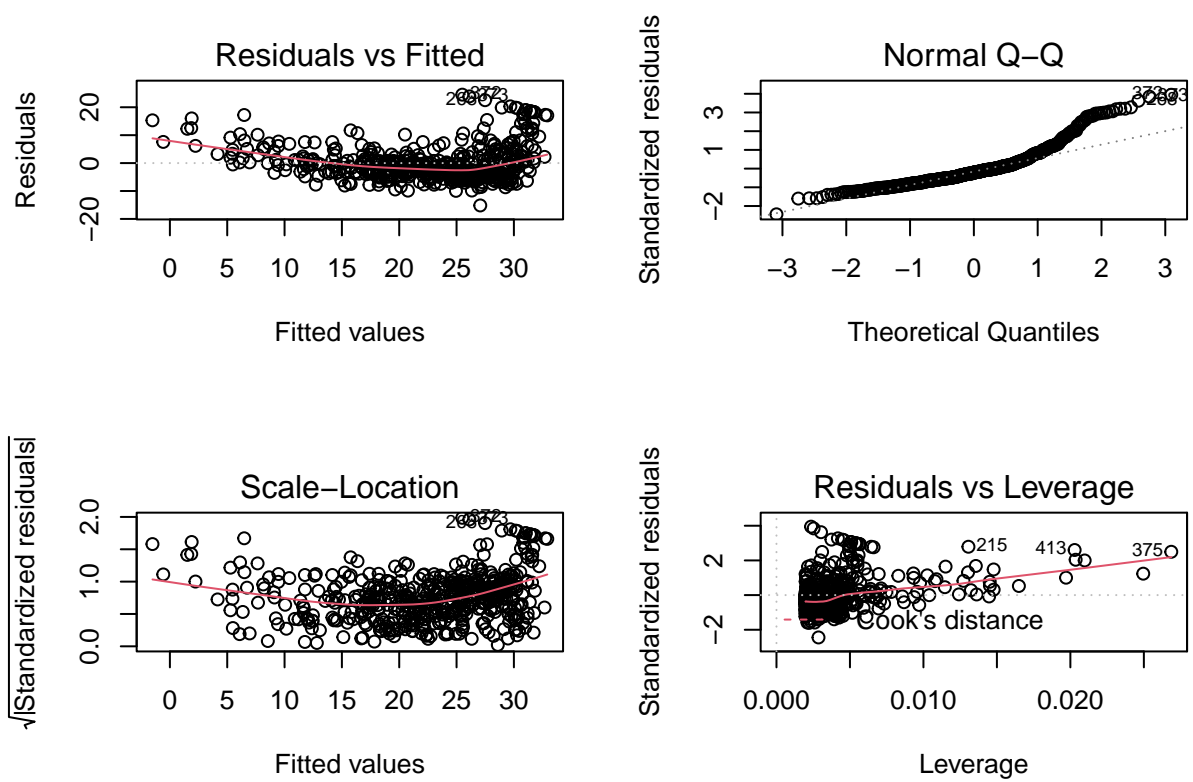 Residuals vs Fitted
Residuals
20
0
−20
0 5 10 15 20 25 30
Fitted values
Normal Q−Q
Standardized residuals
3
1
−2
−3 −2 −1 0 1 2 3
Theoretical Quantiles
Scale−Location
√|Standardized residuals|
2.0
1.0
0.0
0 5 10 15 20 25 30
Fitted values
Residuals vs Leverage
Standardized residuals
2
−2
215
413
375
Cook's distance
0.000 0.010 0.020
Leverage